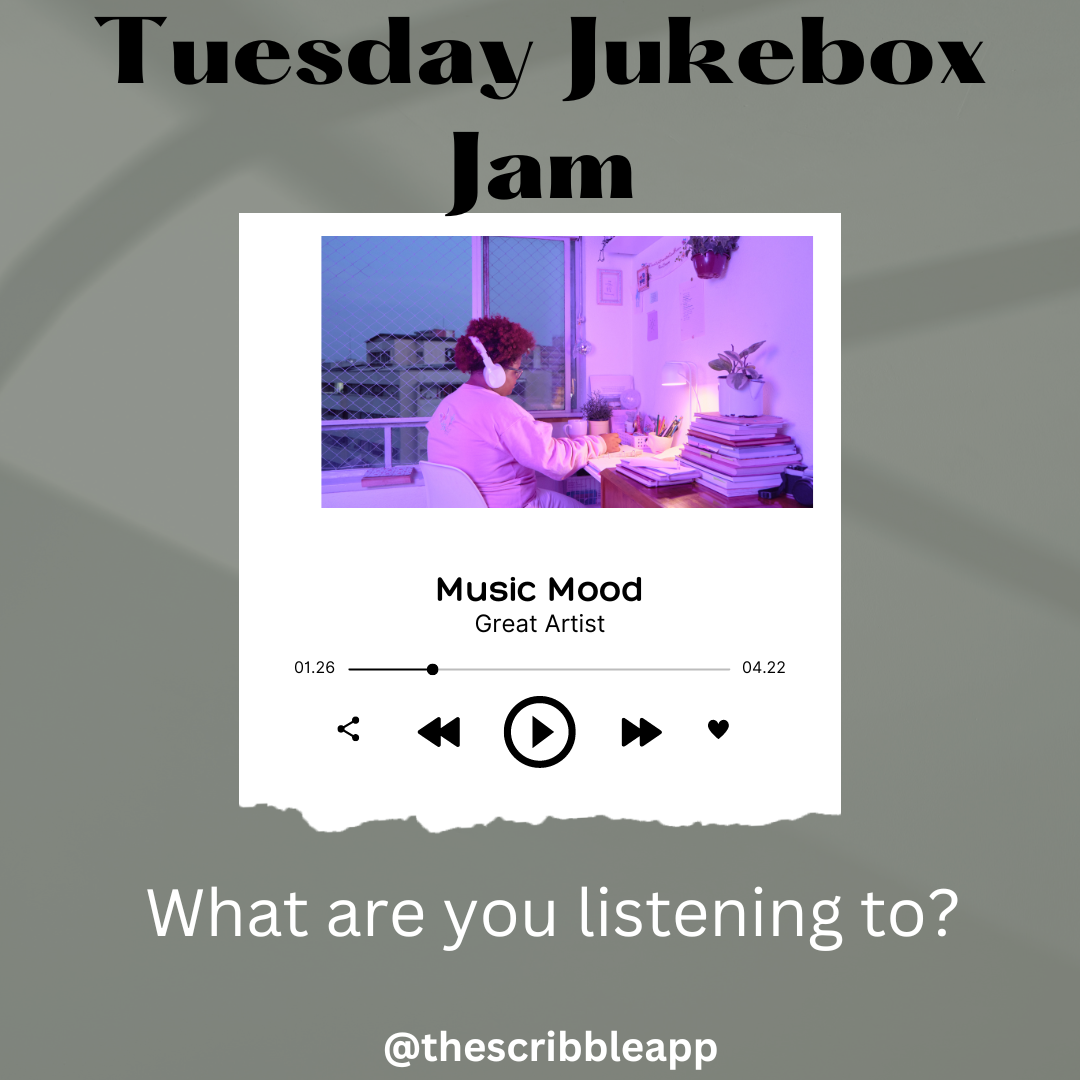 Tuesday Jukebox
Jam
Music Mood
Great Artist
01.26
04.22
What are you listening to?
@thescribbleapp